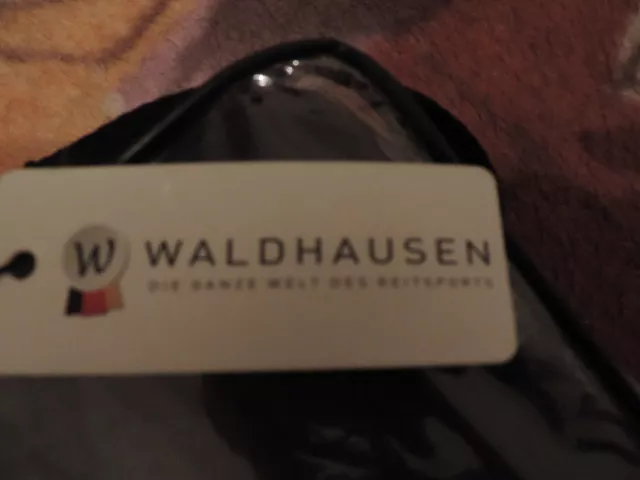 W WALDHAUSEN
DIE GANZE WELT DES REITSPORTS